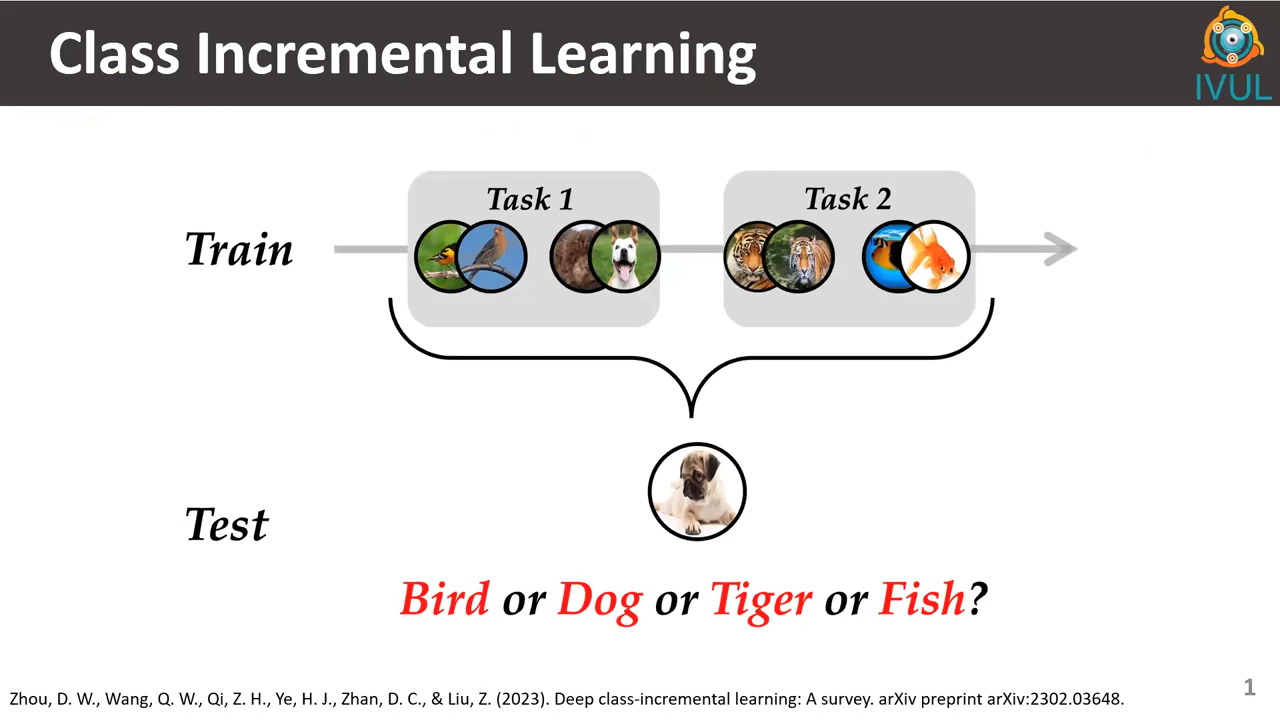 Class Incremental Learning
IVUL
Task 1
Task 2
Train
Test
Bird or Dog or Tiger or Fish?
Zhou, D. W., Wang, Q. W., Qi, Z. H., Ye, H. J., Zhan, D. C., & Liu, Z. (2023). Deep class-incremental learning: A survey. arXiv preprint arXiv:2302.03648.
1